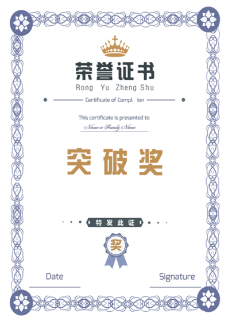 荣誉证书
Rong Yu Zheng Shu
Certificate of Compl tion
This certificate is presented to
Name or Family Name
突破奖
特发此证
奖
Date
Signature